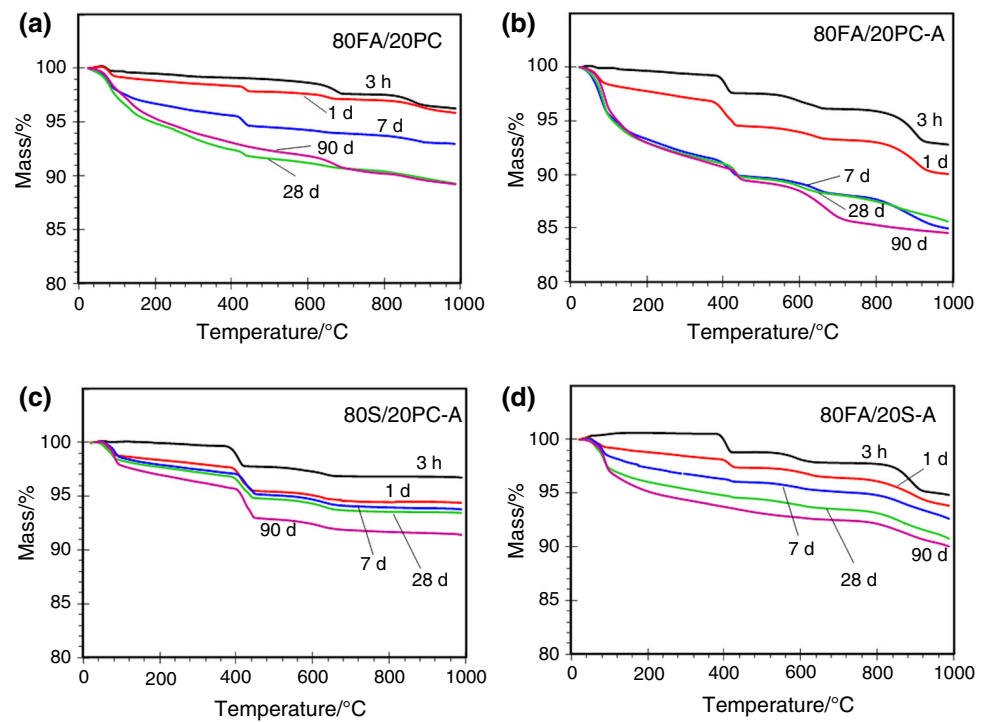 (a)
80FA/20PC
100
95
90
85
80
Mass/%
3 h
1 d
7 d
90 d
28 d
0 200 400 600 800 1000
Temperature/°C
(b)
80FA/20PC-A
100
95
90
85
80
Mass/%
3 h
1 d
7 d
28 d
90 d
0 200 400 600 800 1000
Temperature/°C
(c)
80S/20PC-A
100
95
90
85
80
Mass/%
3 h
1 d
90 d
7 d
28 d
0 200 400 600 800 1000
Temperature/°C
(d)
80FA/20S-A
100
95
90
85
80
Mass/%
3 h
1 d
7 d
28 d
90 d
0 200 400 600 800 1000
Temperature/°C